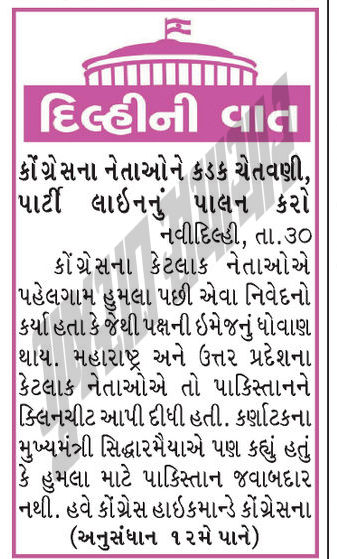 દિલ્હીની વાત
કોંગ્રેસના નેતાઓને કડક ચેતવણી,
પાર્ટી લાઇનનું પાલન કરો
નવીદિલ્હી, તા.૩૦
કોંગ્રેસના કેટલાક નેતાઓએ
પહેલગામ હુમલા પછી એવા નિવેદનો
કર્યા હતા કે જેથી પક્ષની ઇમેજનું ધોવાણ
થાય. મહારાષ્ટ્ર અને ઉત્તર પ્રદેશના
કેટલાક નેતાઓએ તો પાકિસ્તાનને
ક્લિનચીટ આપી દીધી હતી. કર્ણાટકના
મુખ્યમંત્રી સિદ્ધારમૈયાએ પણ કહ્યું હતું
કે હુમલા માટે પાકિસ્તાન જવાબદાર
નથી. હવે કોંગ્રેસ હાઇકમાન્ડે કોંગ્રેસના
(અનુસંધાન ૧૨મે પાને)